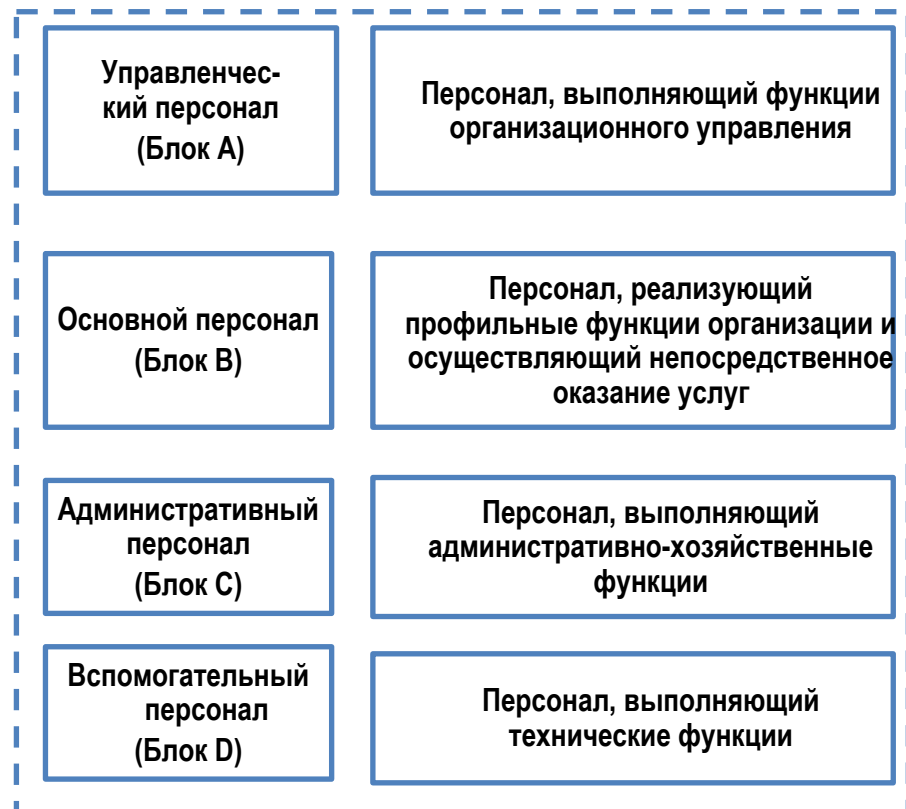 Управленчес-
кий персонал
(Блок A)
Персонал, выполняющий функции
организационного управления
Основной персонал
(Блок B)
Персонал, реализующий
профильные функции организации и
осуществляющий непосредственное
оказание услуг
Административный
персонал
(Блок C)
Персонал, выполняющий
административно-хозяйственные
функции
Вспомогательный
персонал
(Блок D)
Персонал, выполняющий
технические функции